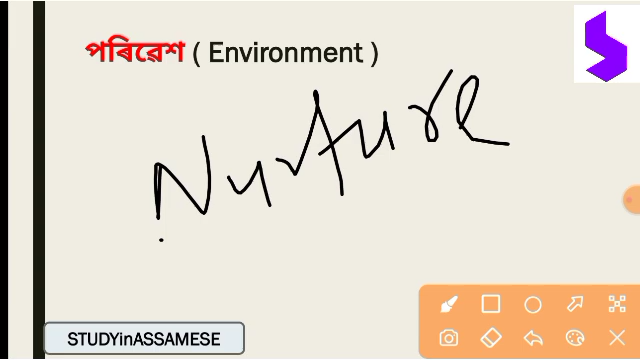 পৰিৱেশ ( Environment )
Nurture
STUDYinASSAMESE